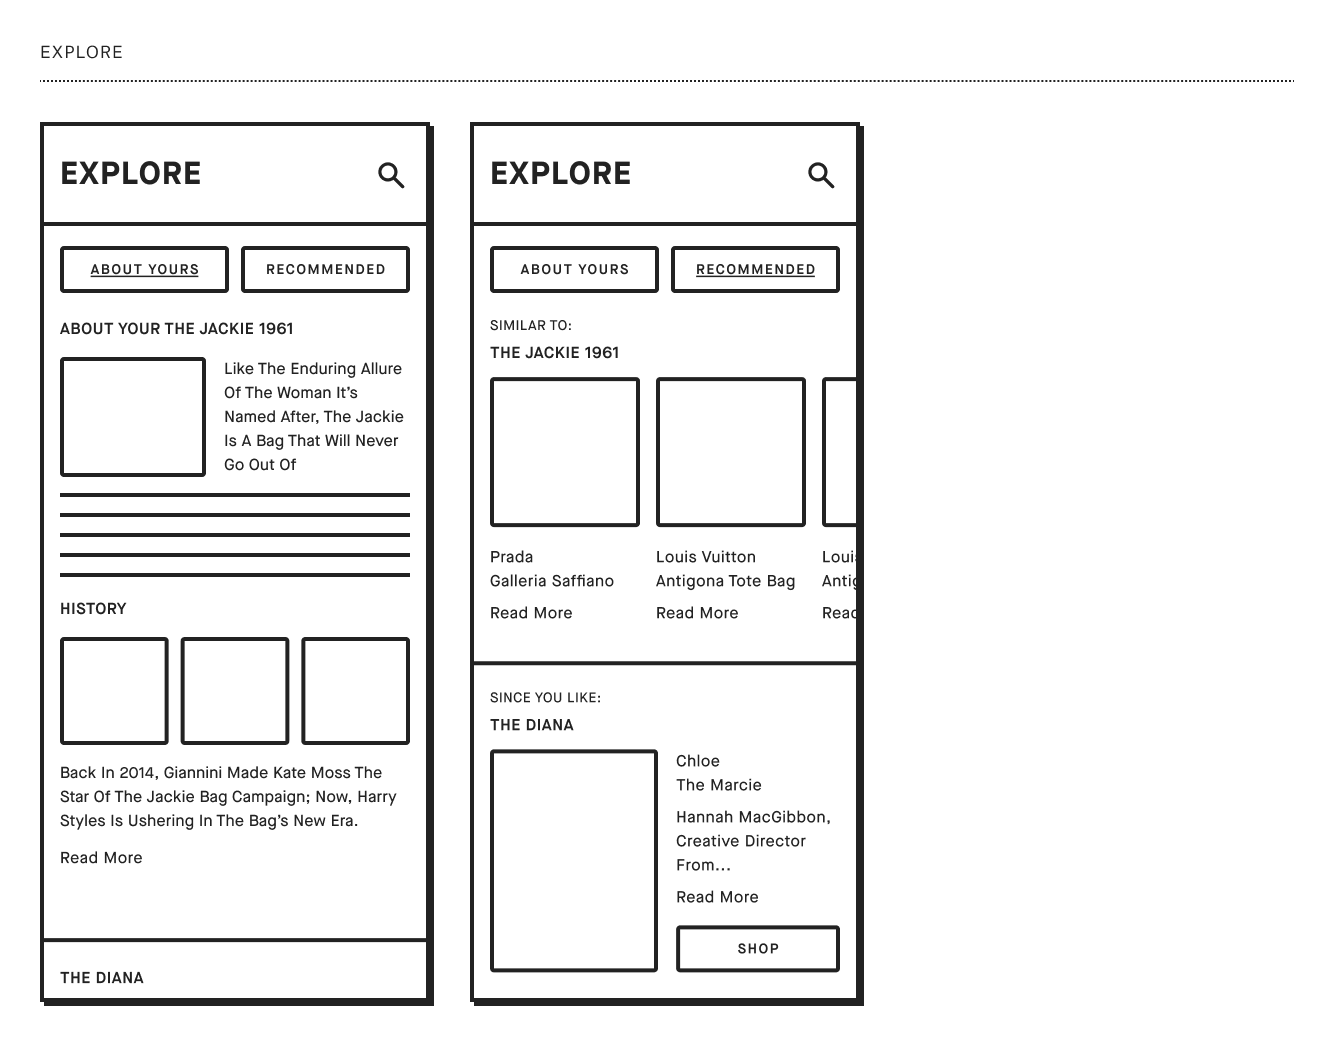 EXPLORE
EXPLORE
ABOUT YOURS
RECOMMENDED
ABOUT YOUR THE JACKIE 1961
Like The Enduring Allure
Of The Woman It’s
Named After, The Jackie
Is A Bag That Will Never
Go Out Of
HISTORY
Back In 2014, Giannini Made Kate Moss The
Star Of The Jackie Bag Campaign; Now, Harry
Styles Is Ushering In The Bag’s New Era.
Read More
THE DIANA
EXPLORE
ABOUT YOURS
RECOMMENDED
SIMILAR TO:
THE JACKIE 1961
Prada
Galleria Saffiano
Read More
Louis Vuitton
Antigona Tote Bag
Read More
Loui
Antig
Read
SINCE YOU LIKE:
THE DIANA
Chloe
The Marcie
Hannah MacGibbon,
Creative Director
From...
Read More
SHOP